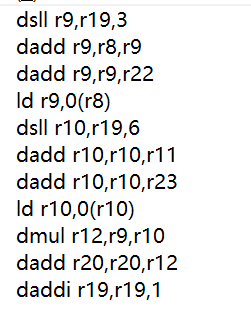 dsll r9,r19,3
dadd r9,r8,r9
dadd r9,r9,r22
ld r9,0(r8)
dsll r10,r19,6
dadd r10,r10,r11
dadd r10,r10,r23
ld r10,0(r10)
dmul r12,r9,r10
dadd r20,r20,r12
daddi r19,r19,1